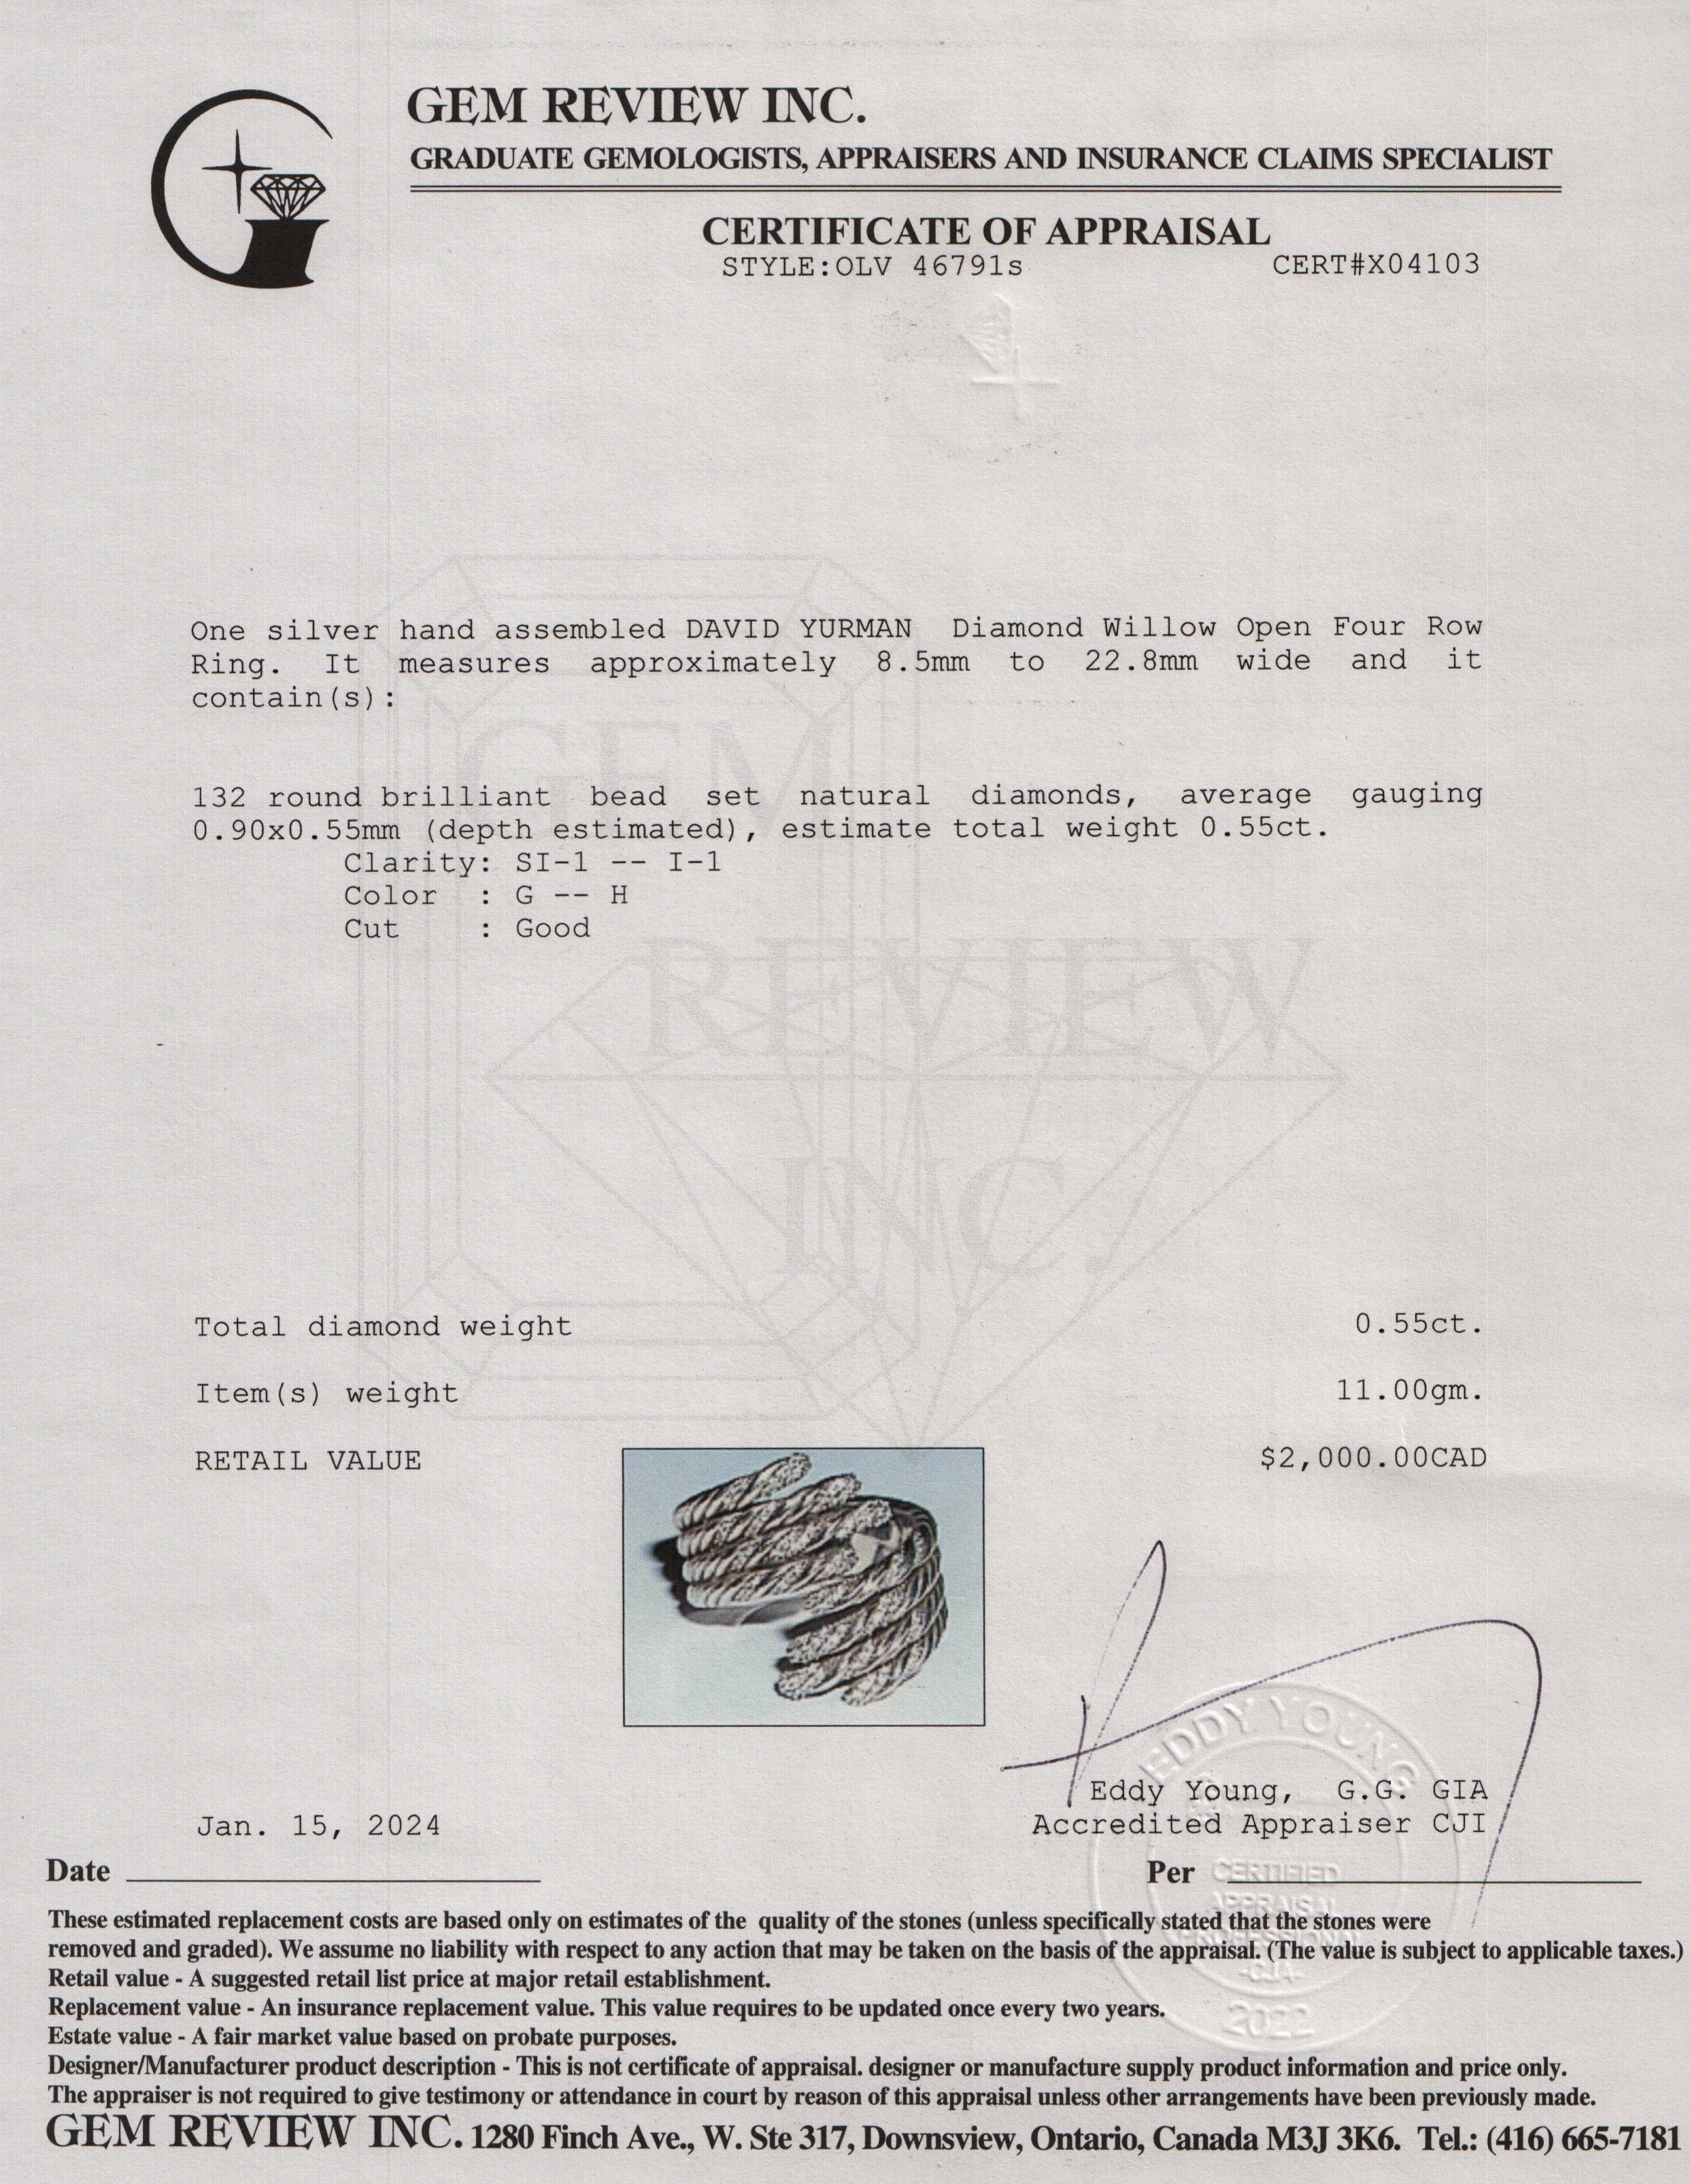 GEM REVIEW INC.
GRADUATE GEMOLOGISTS, APPRAISERS AND INSURANCE CLAIMS SPECIALIST
CERTIFICATE OF APPRAISAL
STYLE:OLV 46791s CERT#X04103
One silver hand assembled DAVID YURMAN Diamond Willow Open Four Row
Ring. It measures approximately 8.5mm to 22.8mm wide and it
contain(s):
GEM
132 round brilliant bead set natural diamonds, average gauging
0.90x0.55mm (depth estimated), estimate total weight 0.55ct.
Clarity: SI-1 -- I-1
Color : G -- H
Cut : Good
REVIEW
INC.
Total diamond weight 0.55ct.
Item(s) weight 11.00gm.
RETAIL VALUE $2,000.00CAD
EDDY YOUNG
Eddy Young, G.G. GIA
Jan. 15, 2024 Accredited Appraiser CJI
Date Per
CERTIFIED
APPRAISAL
PROFESSIONAL
-CJA-
2022
These estimated replacement costs are based only on estimates of the quality of the stones (unless specifically stated that the stones were
removed and graded). We assume no liability with respect to any action that may be taken on the basis of the appraisal. (The value is subject to applicable taxes.)
Retail value - A suggested retail list price at major retail establishment.
Replacement value - An insurance replacement value. This value requires to be updated once every two years.
Estate value - A fair market value based on probate purposes.
Designer/Manufacturer product description - This is not certificate of appraisal. designer or manufacture supply product information and price only.
The appraiser is not required to give testimony or attendance in court by reason of this appraisal unless other arrangements have been previously made.
GEM REVIEW INC. 1280 Finch Ave., W. Ste 317, Downsview, Ontario, Canada M3J 3K6. Tel.: (416) 665-7181